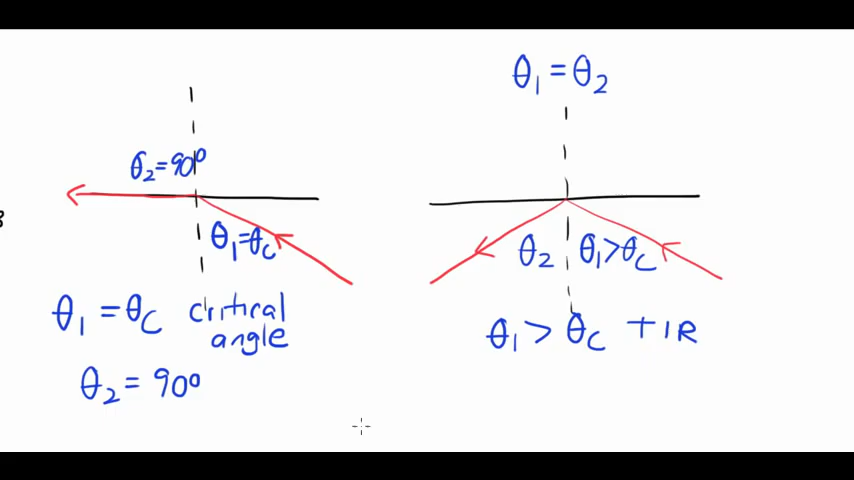 θ₂=90°
θ₁=θc
θ₁ = θc critical
angle
θ₂ = 90°
θ₁ = θ₂
θ₂ θ₁>θc
θ₁ > θc TIR